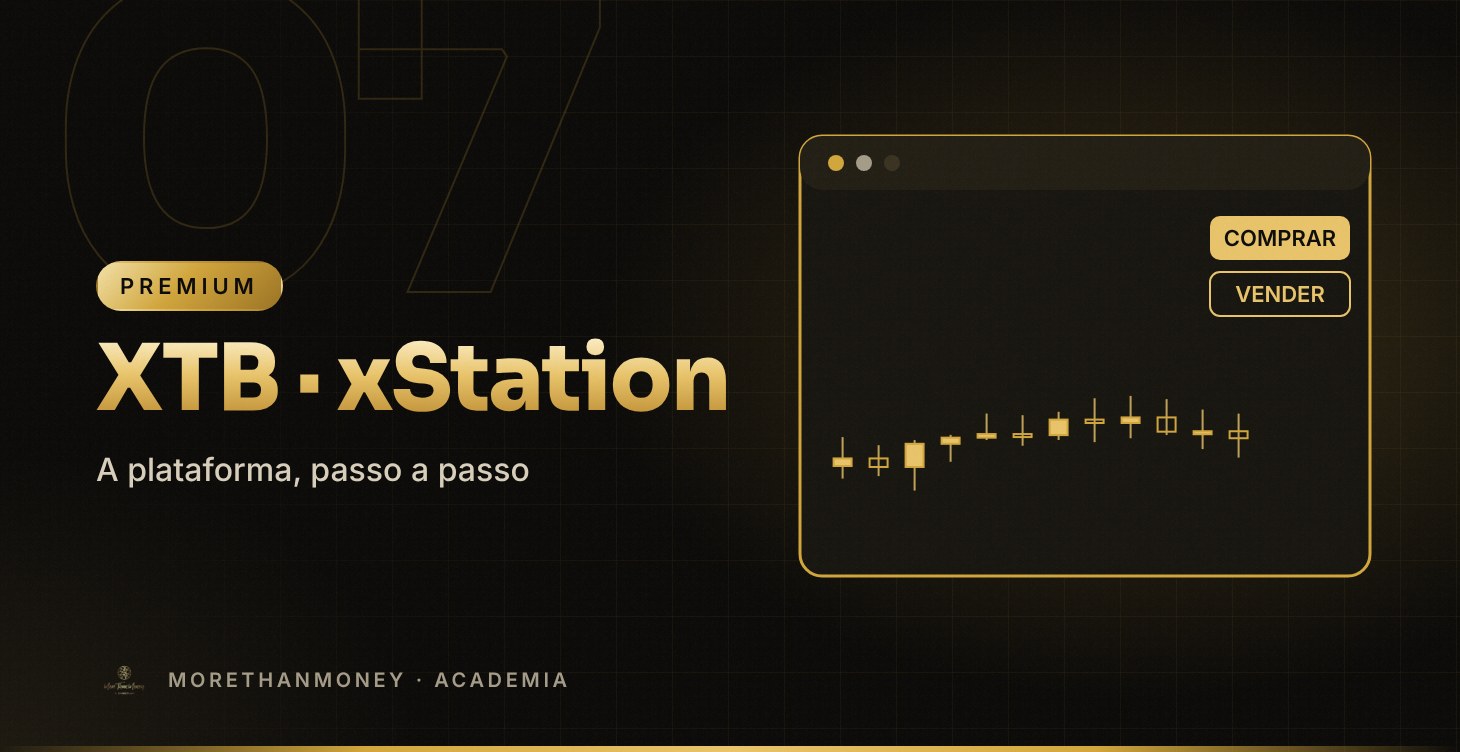 07
PREMIUM
XTB · xStation
A plataforma, passo a passo
COMPRAR
VENDER
MORETHANMONEY · ACADEMIA